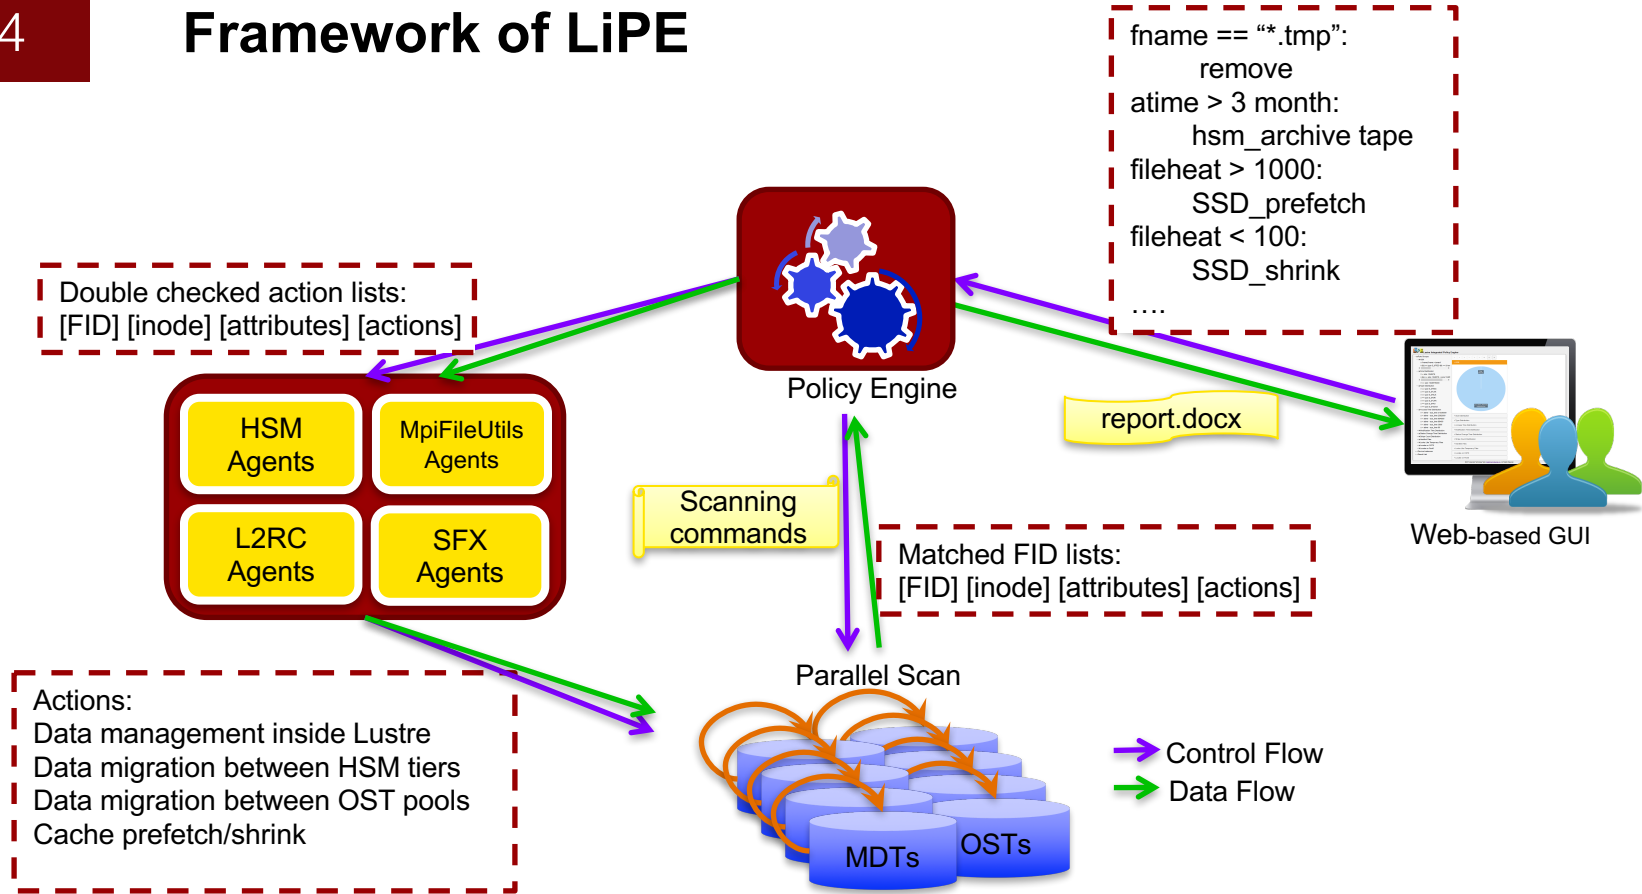 4
Framework of LiPE
fname == “*.tmp”:
remove
atime > 3 month:
hsm_archive tape
fileheat > 1000:
SSD_prefetch
fileheat < 100:
SSD_shrink
….
Double checked action lists:
[FID] [inode] [attributes] [actions]
Policy Engine
report.docx
HSM
Agents
MpiFileUtils
Agents
L2RC
Agents
SFX
Agents
Scanning
commands
Web-based GUI
Matched FID lists:
[FID] [inode] [attributes] [actions]
Parallel Scan
Actions:
Data management inside Lustre
Data migration between HSM tiers
Data migration between OST pools
Cache prefetch/shrink
Control Flow
Data Flow
MDTs
OSTs